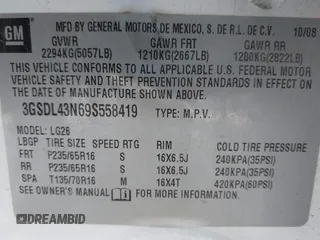 GM
MFD BY GENERAL MOTORS DE MEXICO, S. DE R.L. DE C.V. 10/08
GVWR GAWR FRT GAWR RR
2294KG(5057LB) 1210KG(2667LB) 1280KG(2822LB)
THIS VEHICLE CONFORMS TO ALL APPLICABLE U.S. FEDERAL
MOTOR VEHICLE SAFETY AND THEFT PREVENTION STANDARDS IN EFFECT
ON THE DATE OF MANUFACTURE SHOWN ABOVE.
3GSDL43N69S558419 TYPE: M.P.V.
MODEL: LG26
TIRE SIZE SPEED RTG RIM COLD TIRE PRESSURE
FRT P235/65R16 S 16X6.5J 240KPA(35PSI)
RR P235/65R16 S 16X6.5J 240KPA(35PSI)
SPA T135/70R16 M 16X4T 420KPA(60PSI)
SEE OWNER'S MANUAL FOR ADDITIONAL INFORMATION.
DREAMBID